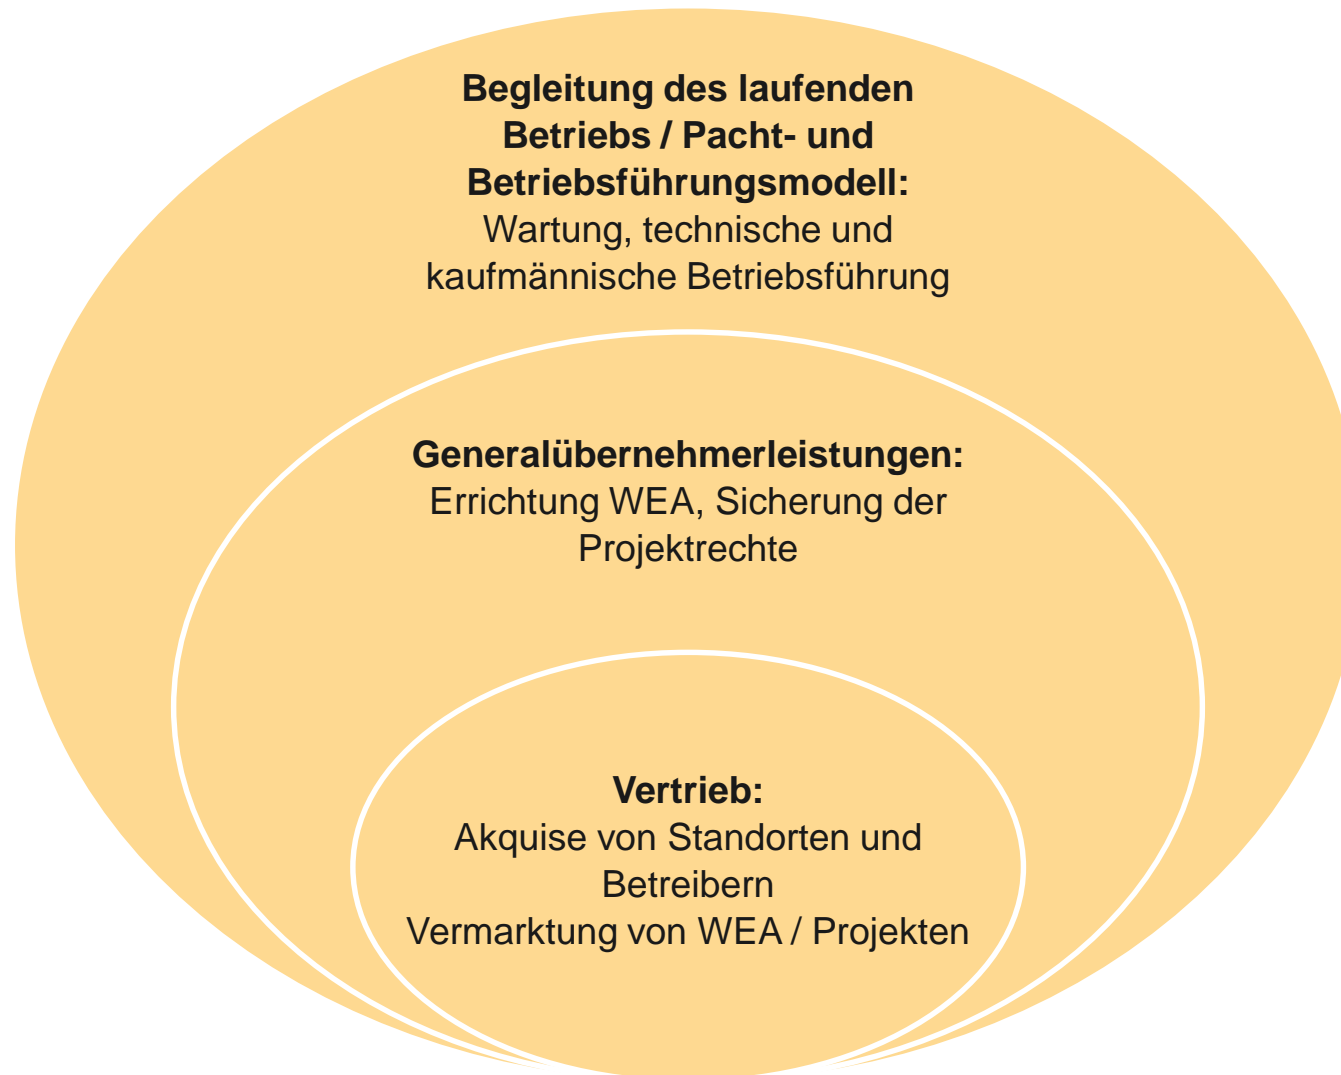 Begleitung des laufenden
Betriebs / Pacht- und
Betriebsführungsmodell:
Wartung, technische und
kaufmännische Betriebsführung
Generalübernehmerleistungen:
Errichtung WEA, Sicherung der
Projektrechte
Vertrieb:
Akquise von Standorten und
Betreibern
Vermarktung von WEA / Projekten